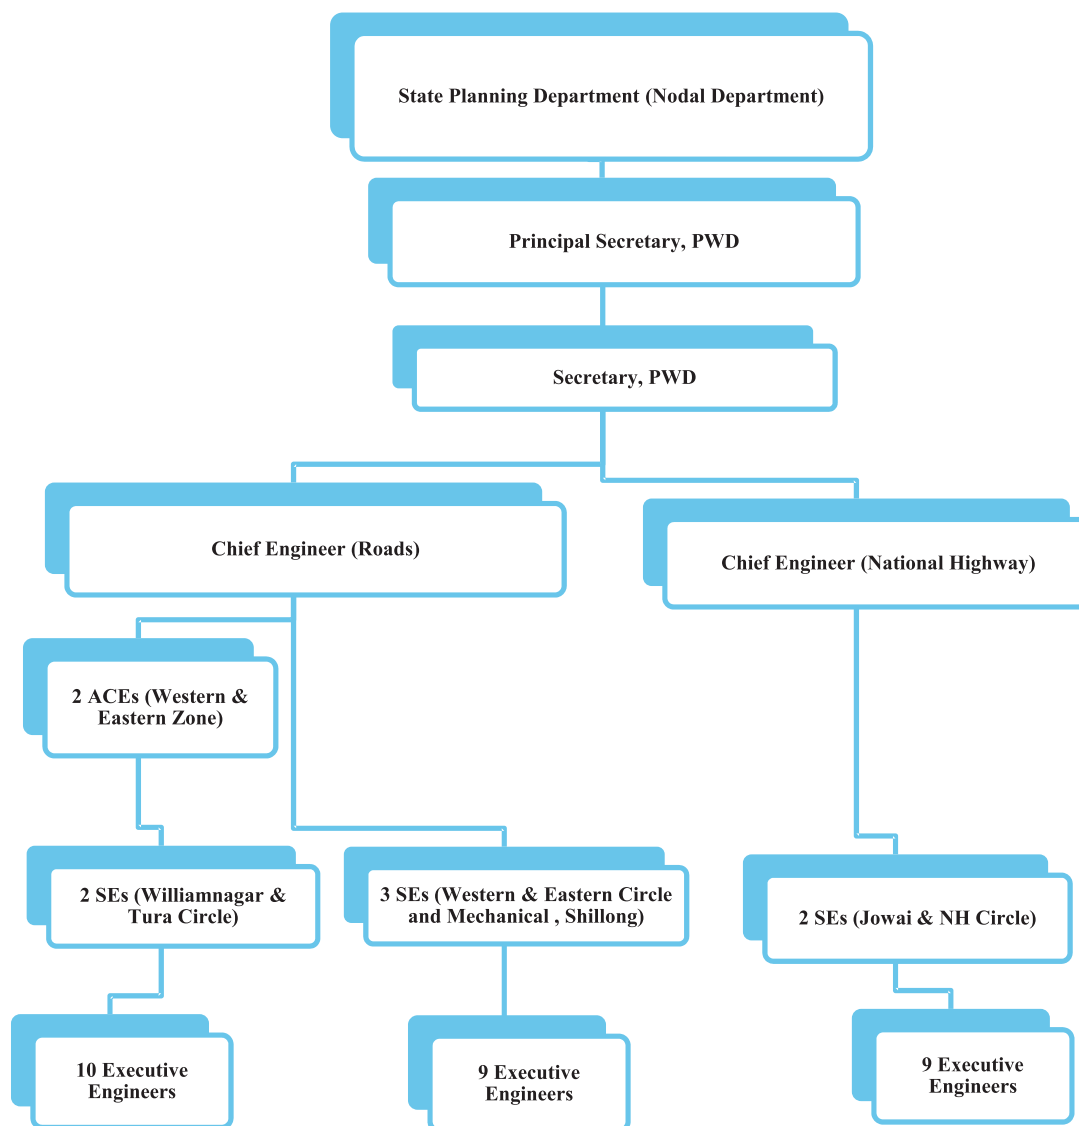 State Planning Department (Nodal Department)
Principal Secretary, PWD
Secretary, PWD
Chief Engineer (Roads)
Chief Engineer (National Highway)
2 ACEs (Western &
Eastern Zone)
2 SEs (Williamnagar &
Tura Circle)
3 SEs (Western & Eastern Circle
and Mechanical , Shillong)
2 SEs (Jowai & NH Circle)
10 Executive
Engineers
9 Executive
Engineers
9 Executive
Engineers